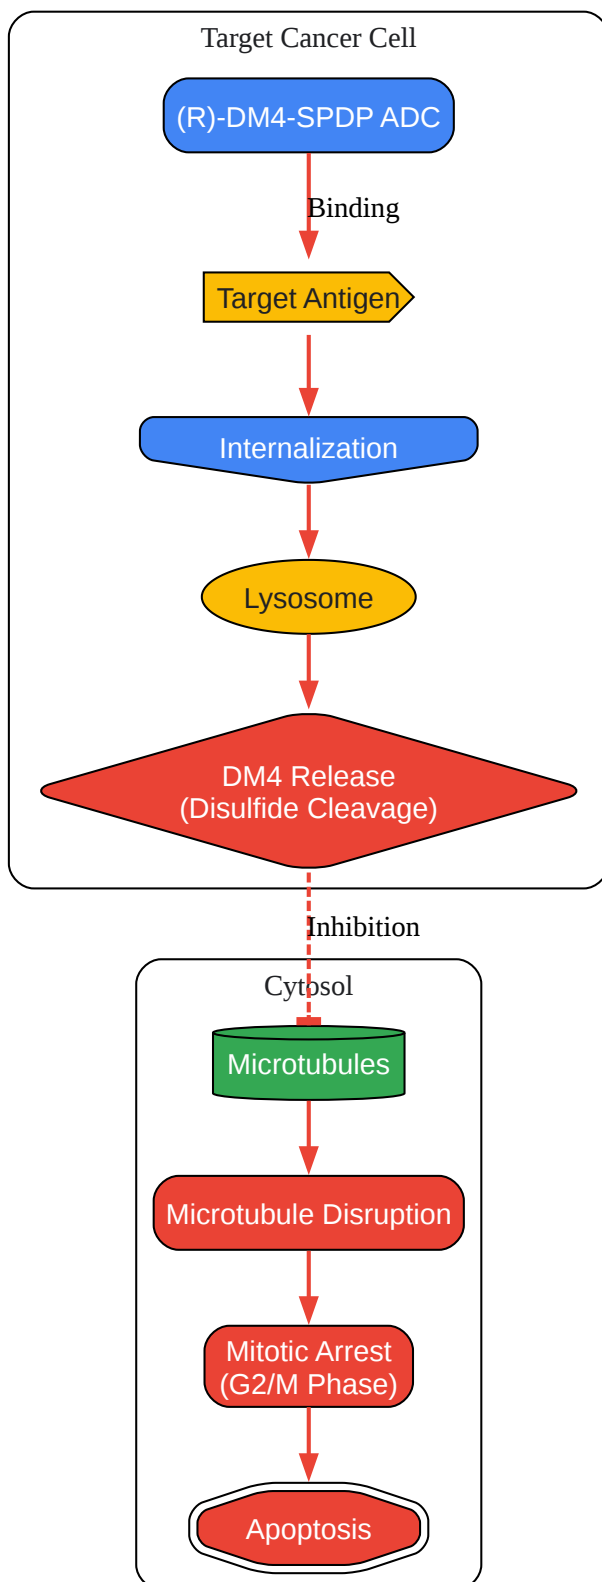 Target Cancer Cell
(R)-DM4-SPDP ADC
Binding
Target Antigen
Internalization
Lysosome
DM4 Release
(Disulfide Cleavage)
Inhibition
Cytosol
Microtubules
Microtubule Disruption
Mitotic Arrest
(G2/M Phase)
Apoptosis